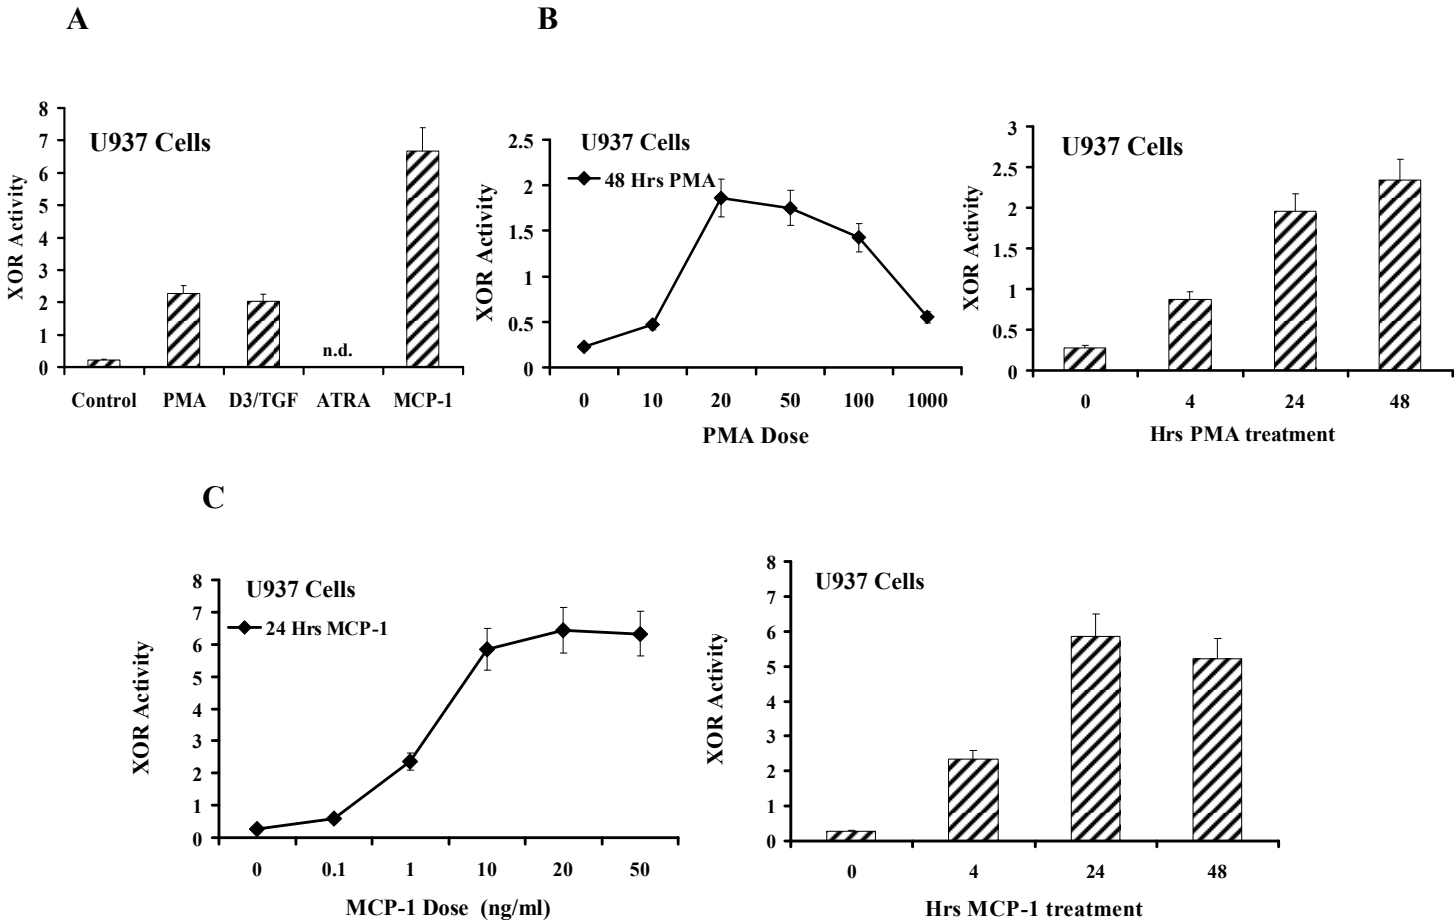 A
B
8
7
6
5
4
3
2
1
0
XOR Activity
U937 Cells
n.d.
Control PMA D3/TGF ATRA MCP-1
2.5
2
1.5
1
0.5
0
XOR Activity
U937 Cells
48 Hrs PMA
0 10 20 50 100 1000
PMA Dose
3
2.5
2
1.5
1
0.5
0
XOR Activity
U937 Cells
0 4 24 48
Hrs PMA treatment
C
8
7
6
5
4
3
2
1
0
XOR Activity
U937 Cells
24 Hrs MCP-1
0 0.1 1 10 20 50
MCP-1 Dose (ng/ml)
8
7
6
5
4
3
2
1
0
XOR Activity
U937 Cells
0 4 24 48
Hrs MCP-1 treatment